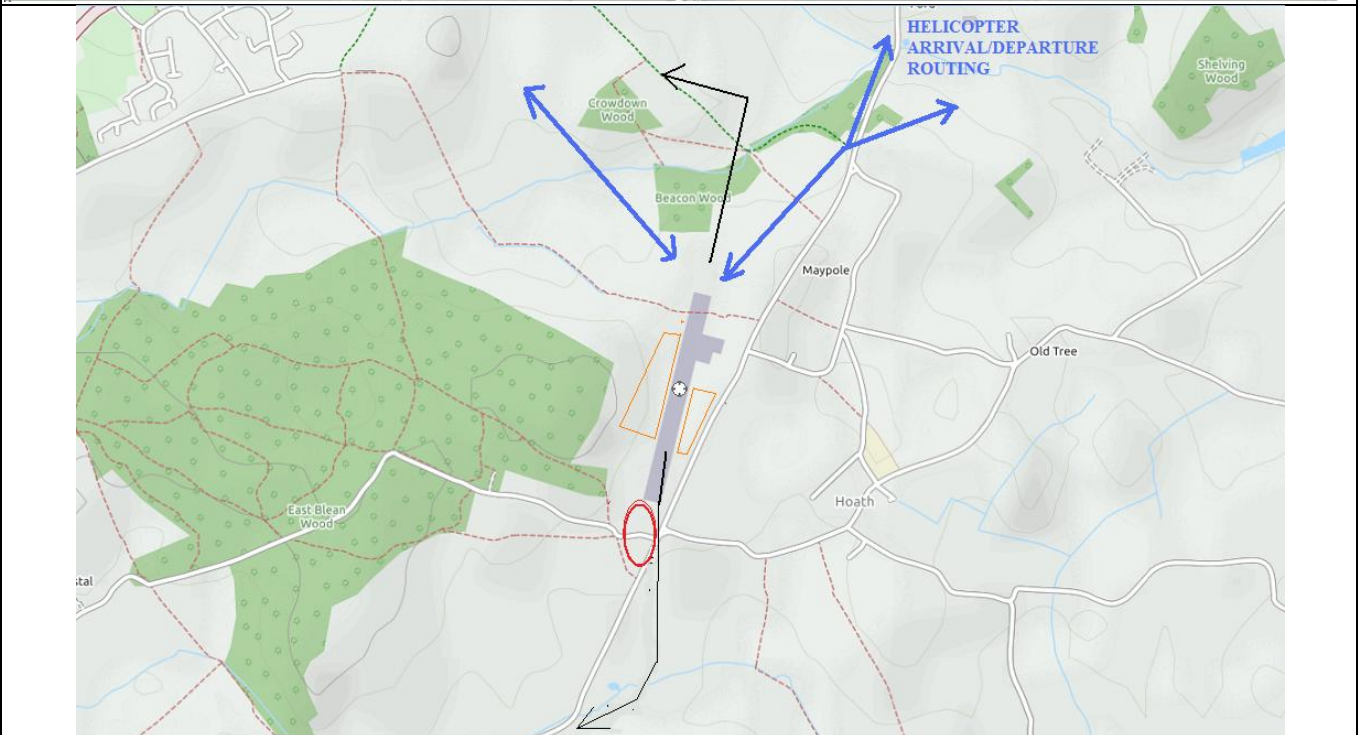 HELICOPTER
ARRIVAL/DEPARTURE
ROUTING
Shelving
Wood
Crowdown
Wood
Beacon Wood
Maypole
Old Tree
Hoath
East Blean
Wood
stal